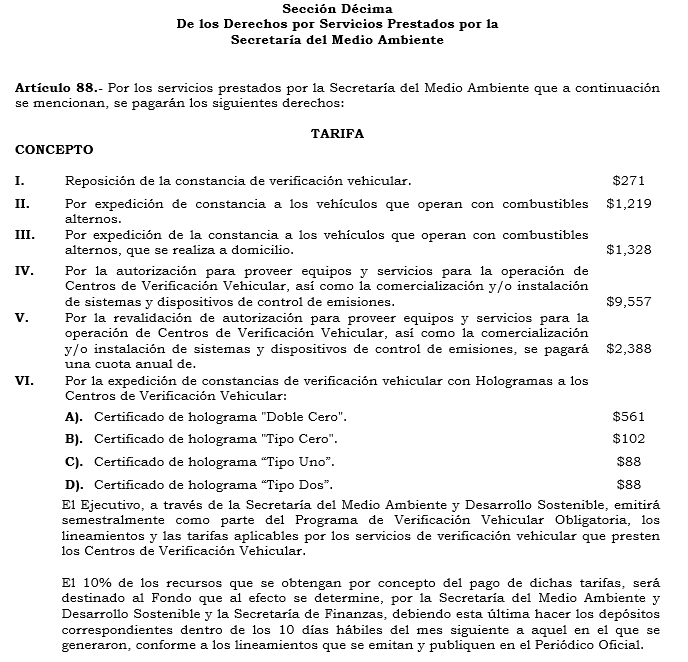 Sección Décima
De los Derechos por Servicios Prestados por la
Secretaría del Medio Ambiente
Artículo 88.- Por los servicios prestados por la Secretaría del Medio Ambiente que a continuación
se mencionan, se pagarán los siguientes derechos:
TARIFA
CONCEPTO
I. Reposición de la constancia de verificación vehicular. $271
II. Por expedición de constancia a los vehículos que operan con combustibles $1,219
alternos.
III. Por expedición de la constancia a los vehículos que operan con combustibles
alternos, que se realiza a domicilio. $1,328
IV. Por la autorización para proveer equipos y servicios para la operación de
Centros de Verificación Vehicular, así como la comercialización y/o instalación
de sistemas y dispositivos de control de emisiones. $9,557
V. Por la revalidación de autorización para proveer equipos y servicios para la
operación de Centros de Verificación Vehicular, así como la comercialización
y/o instalación de sistemas y dispositivos de control de emisiones, se pagará $2,388
una cuota anual de.
VI. Por la expedición de constancias de verificación vehicular con Hologramas a los
Centros de Verificación Vehicular:
A). Certificado de holograma "Doble Cero". $561
B). Certificado de holograma "Tipo Cero". $102
C). Certificado de holograma “Tipo Uno”. $88
D). Certificado de holograma “Tipo Dos”. $88
El Ejecutivo, a través de la Secretaría del Medio Ambiente y Desarrollo Sostenible, emitirá
semestralmente como parte del Programa de Verificación Vehicular Obligatoria, los
lineamientos y las tarifas aplicables por los servicios de verificación vehicular que presten
los Centros de Verificación Vehicular.
El 10% de los recursos que se obtengan por concepto del pago de dichas tarifas, será
destinado al Fondo que al efecto se determine, por la Secretaría del Medio Ambiente y
Desarrollo Sostenible y la Secretaría de Finanzas, debiendo esta última hacer los depósitos
correspondientes dentro de los 10 días hábiles del mes siguiente a aquel en el que se
generaron, conforme a los lineamientos que se emitan y publiquen en el Periódico Oficial.